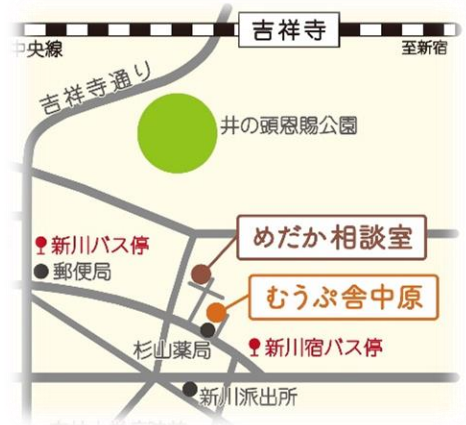 吉祥寺
中央線
至新宿
吉祥寺通り
井の頭恩賜公園
めだか相談室
新川バス停
郵便局
むうぷ舎中原
杉山薬局
新川宿バス停
新川派出所